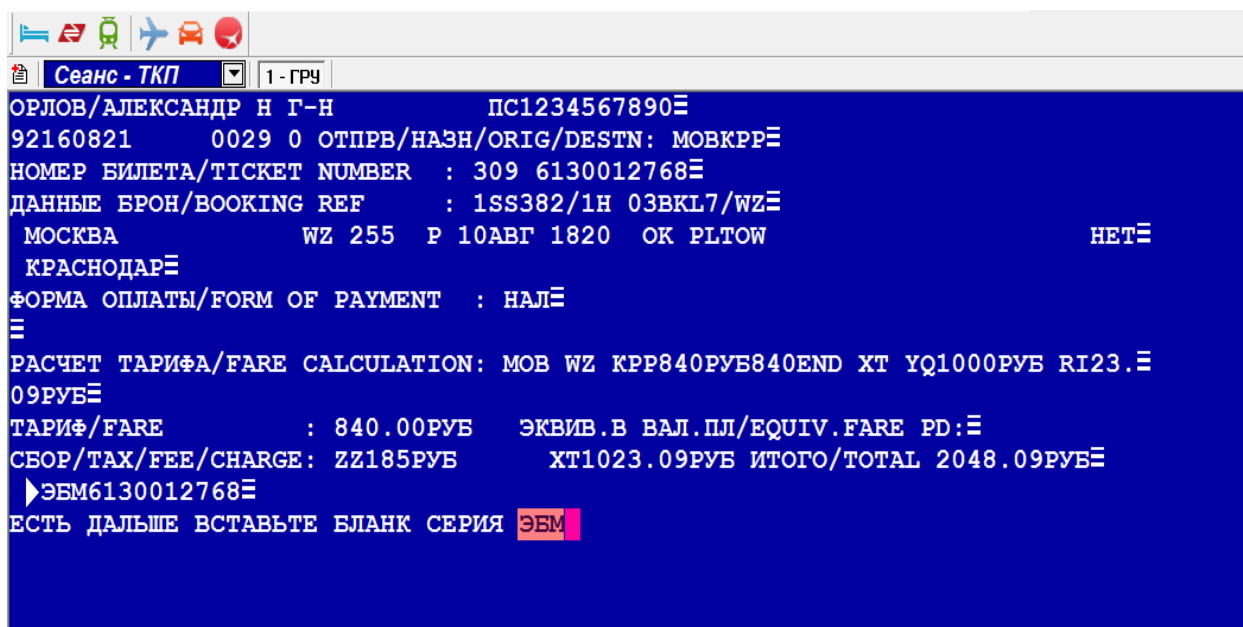 Сеанс - ТКП 1 - ГРУ
ОРЛОВ/АЛЕКСАНДР Н Г-Н ПС1234567890
92160821 0029 0 ОТПРВ/НАЗН/ORIG/DESTN: МОВКРР
НОМЕР БИЛЕТА/TICKET NUMBER : 309 6130012768
ДАННЫЕ БРОН/BOOKING REF : 1SS382/1H 03BKL7/WZ
МОСКВА WZ 255 Р 10АВГ 1820 OK PLTOW НЕТ
КРАСНОДАР
ФОРМА ОПЛАТЫ/FORM OF PAYMENT : НАЛ
РАСЧЕТ ТАРИФА/FARE CALCULATION: МОВ WZ КРР840РУБ840END XT YQ1000РУБ RI23.
09РУБ
ТАРИФ/FARE : 840.00РУБ ЭКВИВ.В ВАЛ.ПЛ/EQUIV.FARE PD:
СБОР/TAX/FEE/CHARGE: ZZ185РУБ XT1023.09РУБ ИТОГО/TOTAL 2048.09РУБ
ЭБМ6130012768
ЕСТЬ ДАЛЬШЕ ВСТАВЬТЕ БЛАНК СЕРИЯ ЭБМ